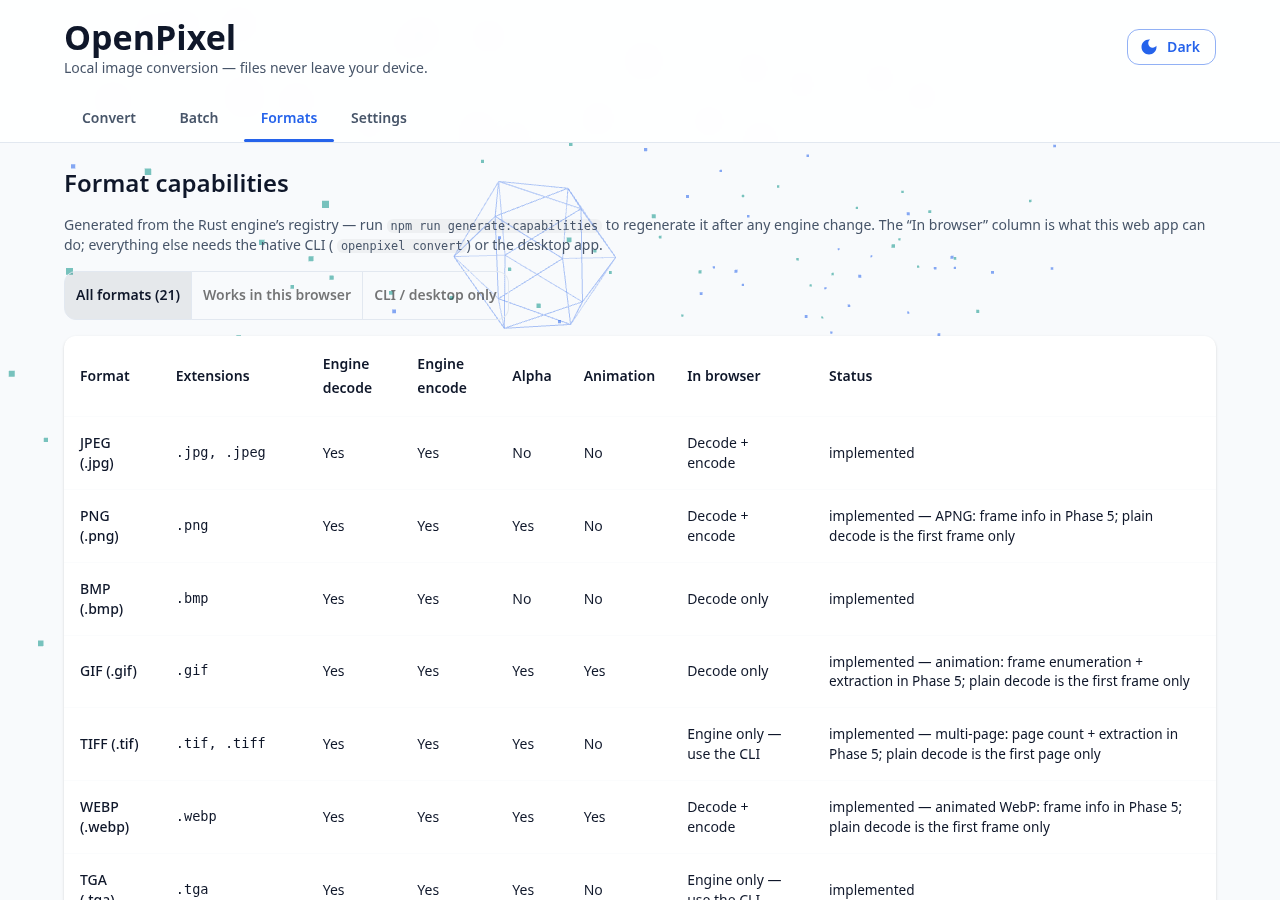 OpenPixel
Local image conversion — files never leave your device.
Dark
Convert
Batch
Formats
Settings
Format capabilities
Generated from the Rust engine’s registry — run npm run generate:capabilities to regenerate it after any engine change. The “In browser” column is what this web app can
do; everything else needs the native CLI ( openpixel convert ) or the desktop app.
All formats (21)
Works in this browser
CLI / desktop only
Format
Extensions
Engine
decode
Engine
encode
Alpha
Animation
In browser
Status
JPEG
(.jpg)
.jpg, .jpeg
Yes
Yes
No
No
Decode +
encode
implemented
PNG
(.png)
.png
Yes
Yes
Yes
No
Decode +
encode
implemented — APNG: frame info in Phase 5; plain
decode is the first frame only
BMP
(.bmp)
.bmp
Yes
Yes
No
No
Decode only
implemented
GIF (.gif)
.gif
Yes
Yes
Yes
Yes
Decode only
implemented — animation: frame enumeration +
extraction in Phase 5; plain decode is the first frame only
TIFF (.tif)
.tif, .tiff
Yes
Yes
Yes
No
Engine only —
use the CLI
implemented — multi-page: page count + extraction in
Phase 5; plain decode is the first page only
WEBP
(.webp)
.webp
Yes
Yes
Yes
Yes
Decode +
encode
implemented — animated WebP: frame info in Phase 5;
plain decode is the first frame only
TGA
(.tga)
.tga
Yes
Yes
Yes
No
Engine only —
use the CLI
implemented